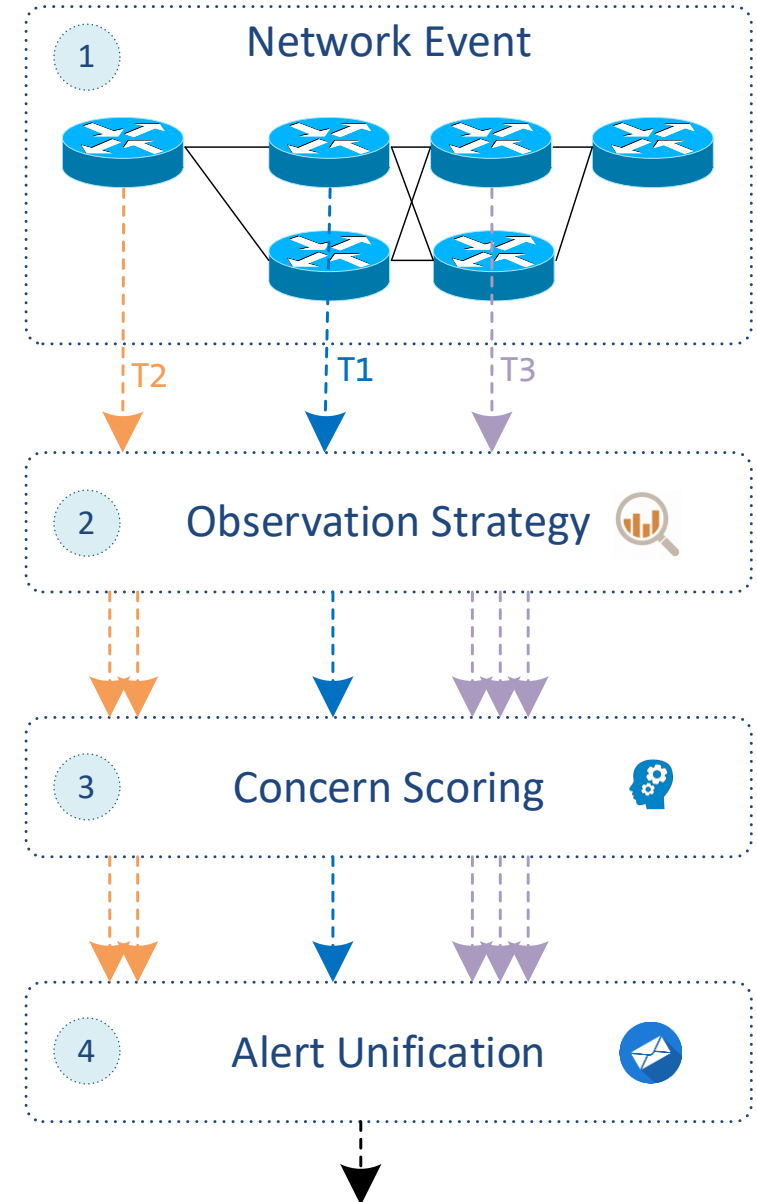 1
Network Event
T2
T1
T3
2
Observation Strategy
3
Concern Scoring
4
Alert Unification